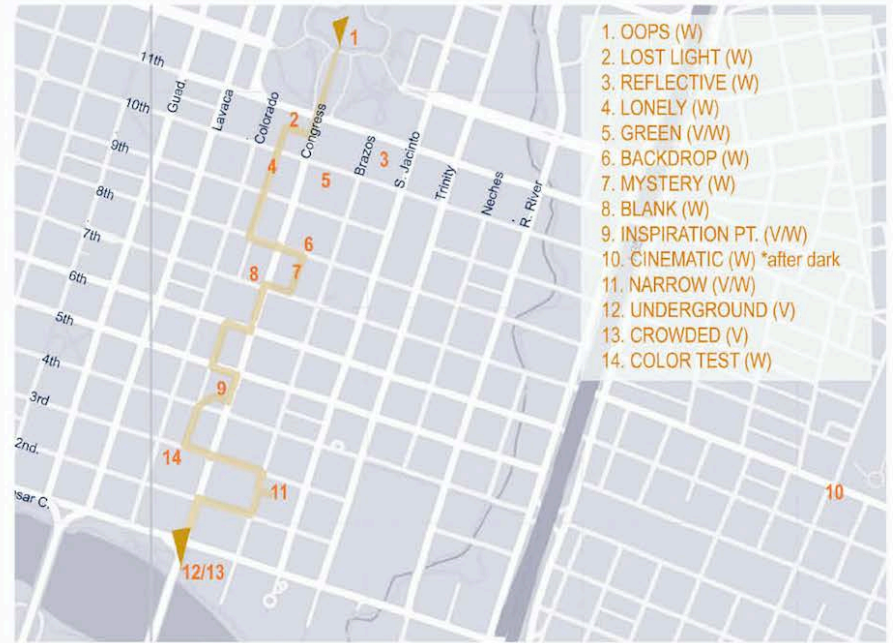 1. OOPS (W)
2. LOST LIGHT (W)
3. REFLECTIVE (W)
4. LONELY (W)
5. GREEN (V/W)
6. BACKDROP (W)
7. MYSTERY (W)
8. BLANK (W)
9. INSPIRATION PT. (V/W)
10. CINEMATIC (W) *after dark
11. NARROW (V/W)
12. UNDERGROUND (V)
13. CROWDED (V)
14. COLOR TEST (W)
1
11th
Guad.
10th
Lavaca
Colorado
2
Congress
9th
Brazos
3
S. Jacinto
4
5
Trinity
8th
Neches
R. River
7th
6
8
7
6th
5th
4th
9
3rd
2nd.
14
11
10
sar C.
12/13